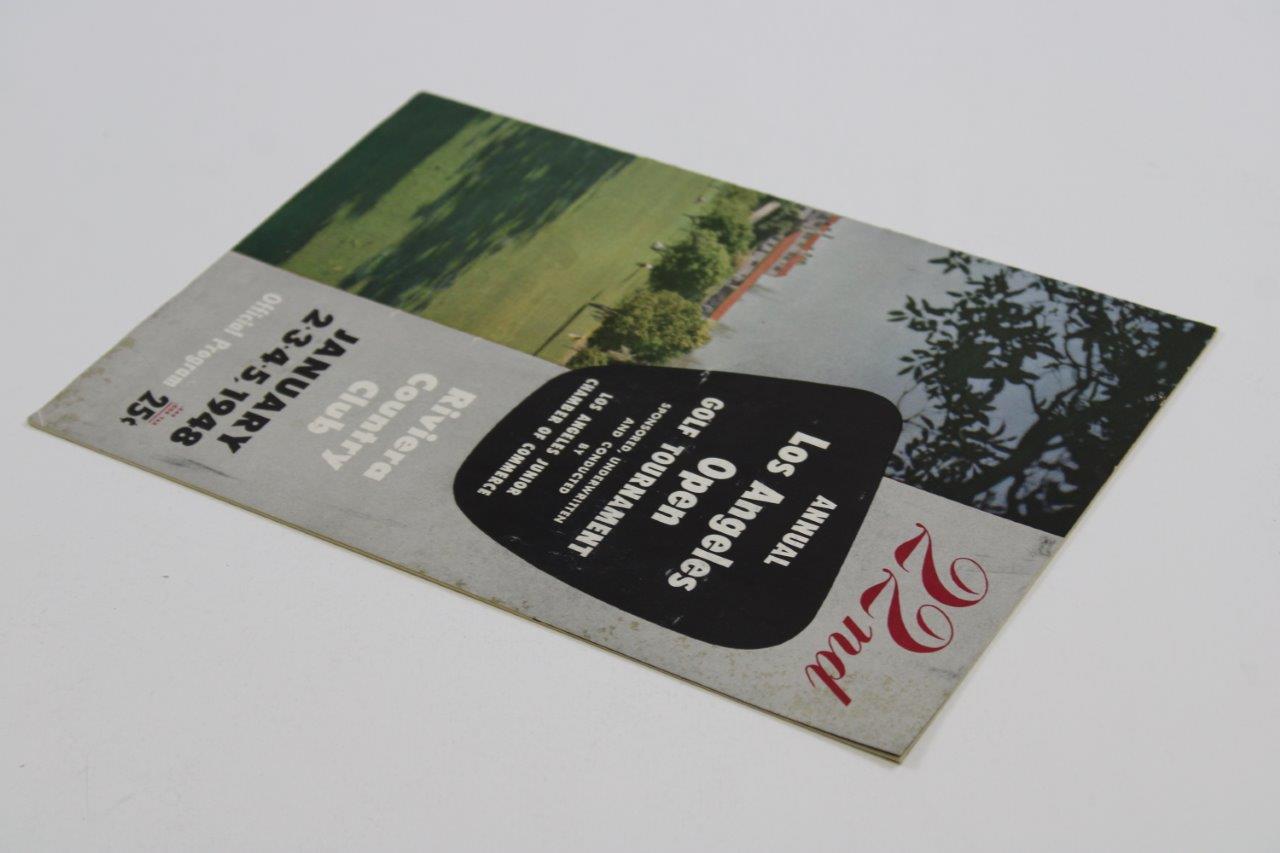 22nd
ANNUAL
Los Angeles
Open
GOLF TOURNAMENT
SPONSORED, UNDERWRITTEN
AND CONDUCTED
BY
LOS ANGELES JUNIOR
CHAMBER OF COMMERCE
Riviera
Country
Club
JANUARY
2·3·4·5, 1948
Official Program 25¢